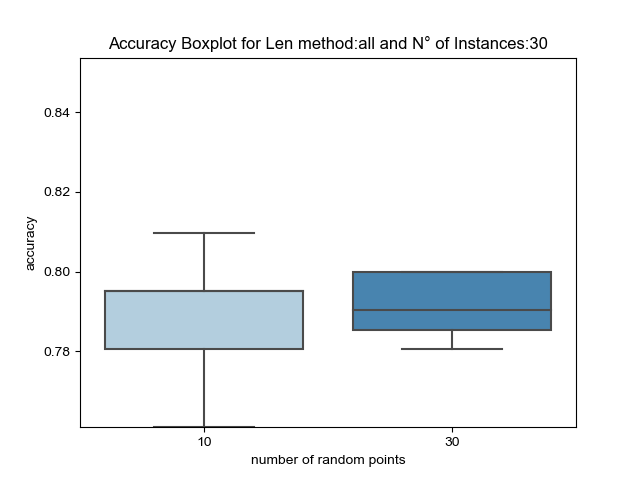 Accuracy Boxplot for Len method:all and N° of Instances:30
0.84
0.82
0.80
0.78
accuracy
10
30
number of random points